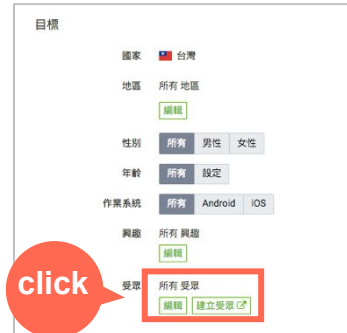 目標
國家 台灣
地區 所有 地區
編輯
性別 所有 男性 女性
年齡 所有 設定
作業系統 所有 Android iOS
興趣 所有 興趣
編輯
click
受眾 所有 受眾
編輯 建立受眾